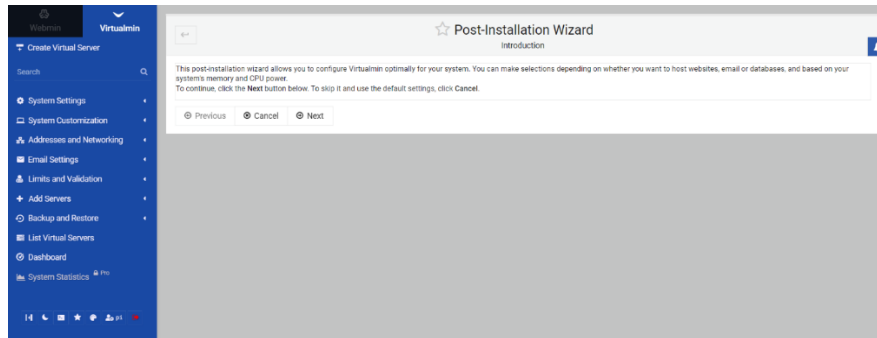 Webmin
Virtualmin
Create Virtual Server
Search
System Settings
System Customization
Addresses and Networking
Email Settings
Limits and Validation
Add Servers
Backup and Restore
List Virtual Servers
Dashboard
System Statistics Pro
Post-Installation Wizard
Introduction
This post-installation wizard allows you to configure Virtualmin optimally for your system. You can make selections depending on whether you want to host websites, email or databases, and based on your
system's memory and CPU power.
To continue, click the Next button below. To skip it and use the default settings, click Cancel.
Previous
Cancel
Next